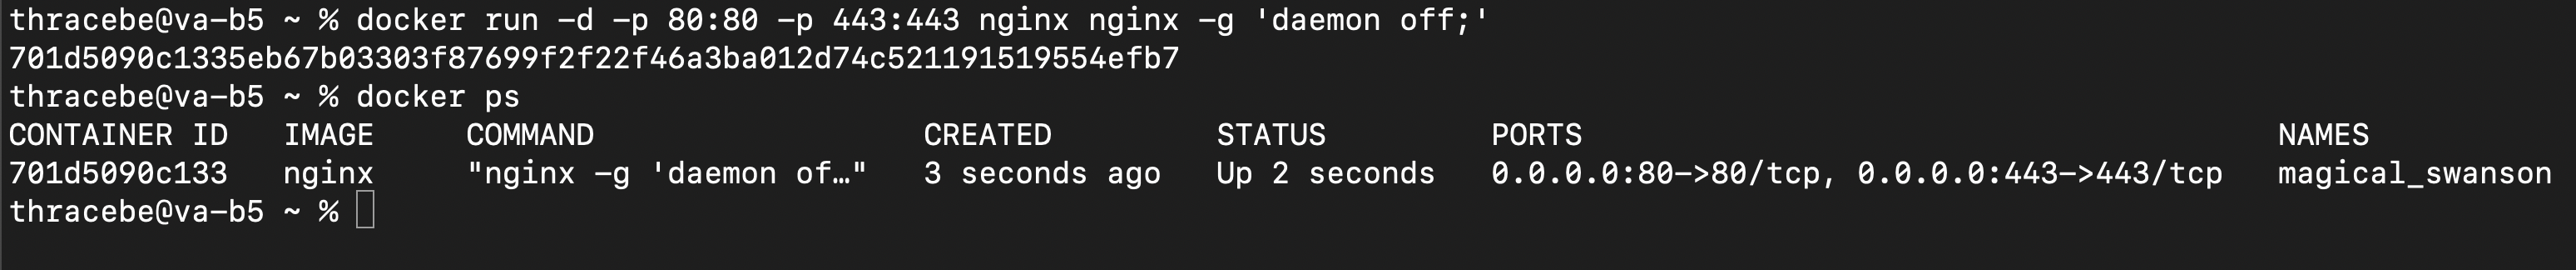 thracebe@va-b5 ~ % docker run -d -p 80:80 -p 443:443 nginx nginx -g 'daemon off;'
701d5090c1335eb67b03303f87699f2f22f46a3ba012d74c521191519554efb7
thracebe@va-b5 ~ % docker ps
CONTAINER ID   IMAGE     COMMAND                  CREATED         STATUS         PORTS                                      NAMES
701d5090c133   nginx     "nginx -g 'daemon of…"   3 seconds ago   Up 2 seconds   0.0.0.0:80->80/tcp, 0.0.0.0:443->443/tcp   magical_swanson
thracebe@va-b5 ~ %